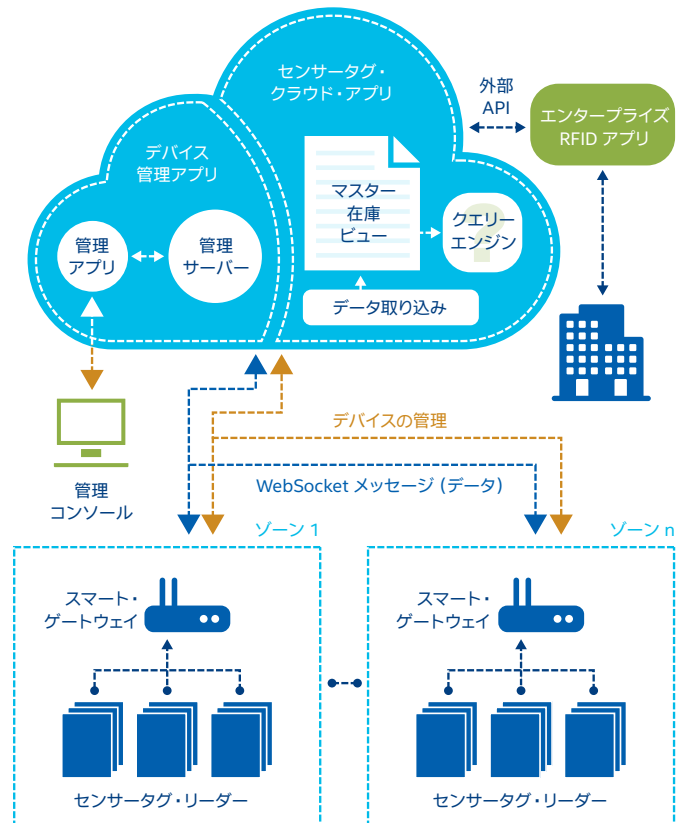 センサータグ・
クラウド・アプリ
外部
API
エンタープライズ
RFID アプリ
デバイス
管理アプリ
マスター
在庫
ビュー
クエリー
エンジン
?
管理
アプリ
管理
サーバー
データ取り込み
デバイスの管理
管理
コンソール
WebSocket メッセージ（データ）
ゾーン 1
ゾーン n
スマート・
ゲートウェイ
スマート・
ゲートウェイ
センサータグ・リーダー
センサータグ・リーダー